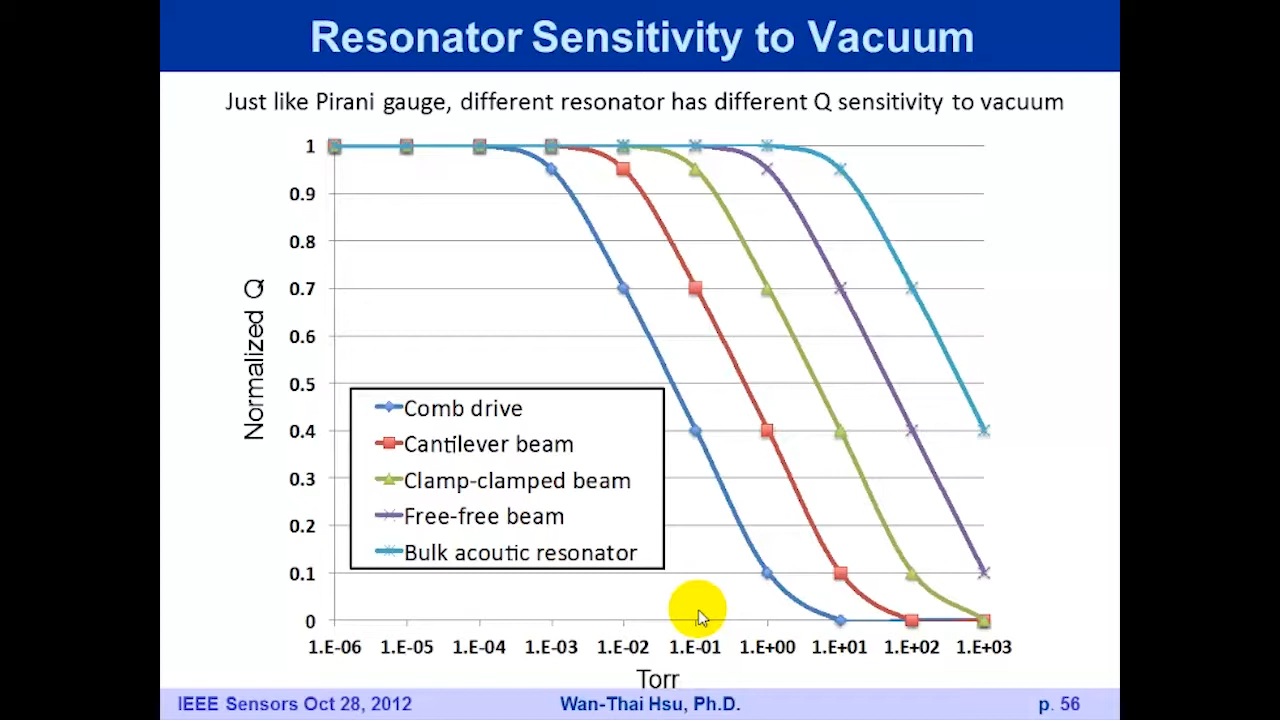 Resonator Sensitivity to Vacuum
Just like Pirani gauge, different resonator has different Q sensitivity to vacuum
1
0.9
0.8
0.7
0.6
0.5
0.4
0.3
0.2
0.1
0
Normalized Q
Comb drive
Cantilever beam
Clamp-clamped beam
Free-free beam
Bulk acoutic resonator
1.E-06 1.E-05 1.E-04 1.E-03 1.E-02 1.E-01 1.E+00 1.E+01 1.E+02 1.E+03
Torr
IEEE Sensors Oct 28, 2012 Wan-Thai Hsu, Ph.D. p. 56